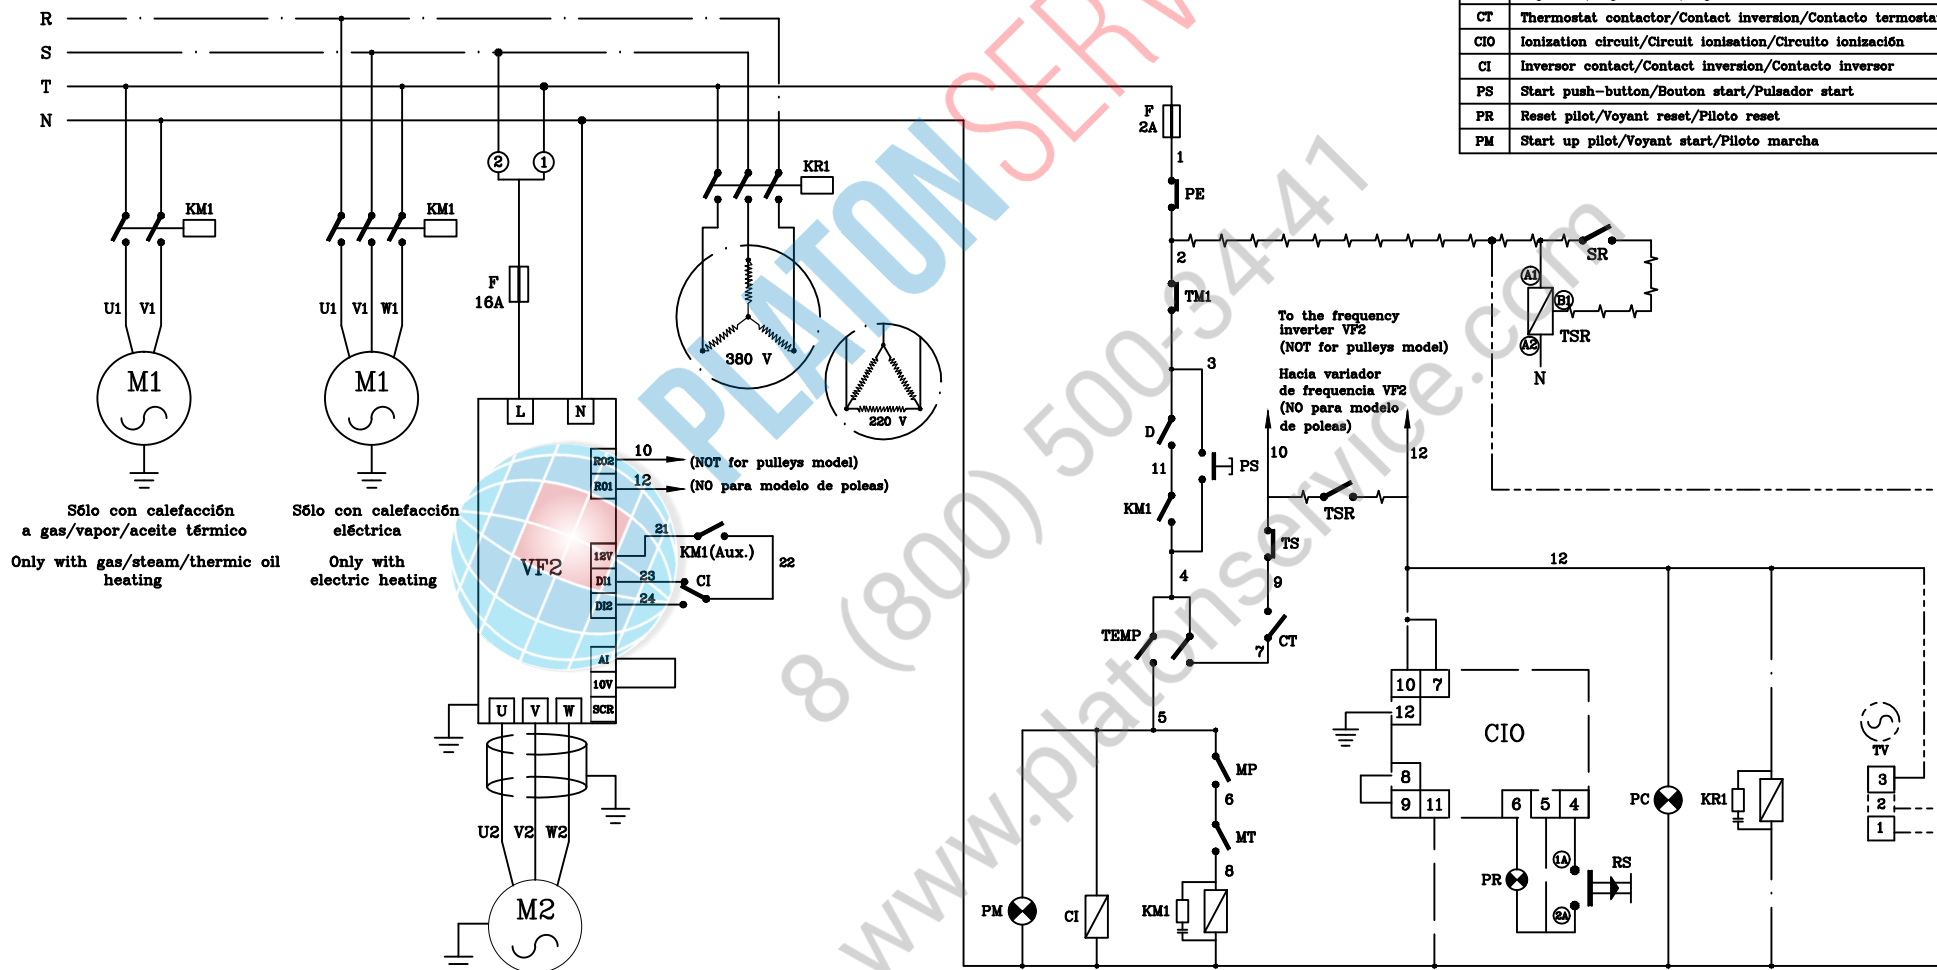 R
S
T
N
CT Thermostat contactor/Contact inversion/Contacto termosta
CIO Ionization circuit/Circuit ionisation/Circuito ionización
CI Inversor contact/Contact inversion/Contacto inversor
PS Start push-button/Bouton start/Pulsador start
PR Reset pilot/Voyant reset/Piloto reset
PM Start up pilot/Voyant start/Piloto marcha
PLATONSERV
8 (800) 500-34-41
www.platonservice.com
KM1
U1 V1
M1
Sólo con calefacción
a gas/vapor/aceite térmico
Only with gas/steam/thermic oil
heating
KM1
U1 V1 W1
M1
Sólo con calefacción
eléctrica
Only with
electric heating
2 1
F
16A
L N
RO2 10 (NOT for pulleys model)
RO1 12 (NO para modelo de poleas)
VF2
12V 21 KM1(Aux.) 22
DI1 23 CI
DI2 24
AI
10V
SCR
U V W
U2 V2 W2
M2
KR1
380 V
220 V
F
2A
1
PE
2
TM1
3
D
11
PS
KM1
4
TEMP
5
SR
A1
B1
TSR
A2
N
To the frequency
inverter VF2
(NOT for pulleys model)
Hacia variador
de frequencia VF2
(NO para modelo
de poleas)
10 12
TSR
TS
9
CT
7
12
MP
6
MT
8
PM
CI
KM1
10 7
12
CIO
8
9 11
6 5 4
PR
1A
2A
RS
PC
KR1
TV
3
2
1